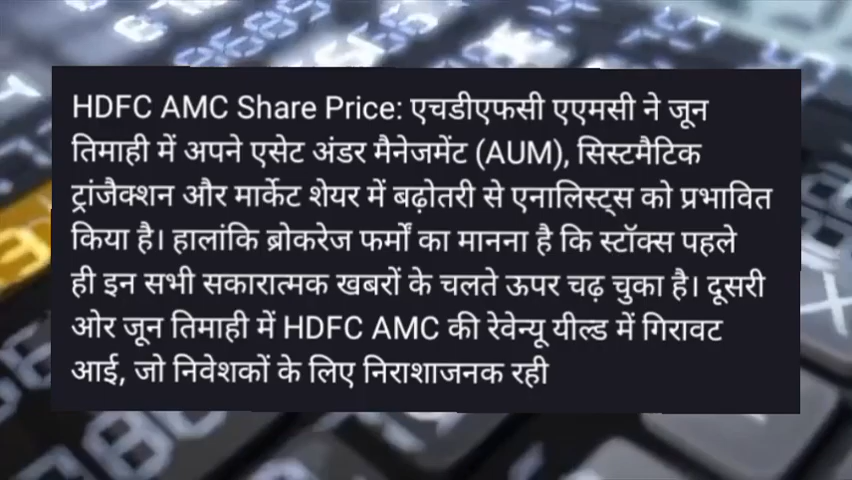 HDFC AMC Share Price: एचडीएफसी एएमसी ने जून
तिमाही में अपने एसेट अंडर मैनेजमेंट (AUM), सिस्टमैटिक
ट्रांजैक्शन और मार्केट शेयर में बढ़ोतरी से एनालिस्ट्स को प्रभावित
किया है। हालांकि ब्रोकरेज फर्मों का मानना है कि स्टॉक्स पहले
ही इन सभी सकारात्मक खबरों के चलते ऊपर चढ़ चुका है। दूसरी
ओर जून तिमाही में HDFC AMC की रेवेन्यू यील्ड में गिरावट
आई, जो निवेशकों के लिए निराशाजनक रही